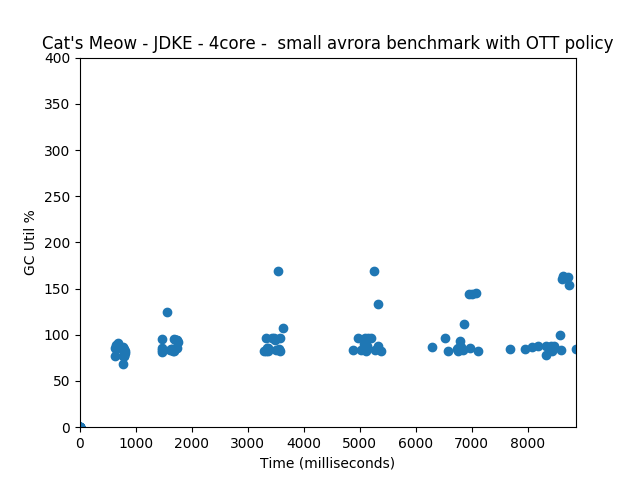 Cat's Meow - JDKE - 4core -  small avrora benchmark with OTT policy
400
350
300
250
200
150
100
50
0
GC Util %
0 1000 2000 3000 4000 5000 6000 7000 8000
Time (milliseconds)